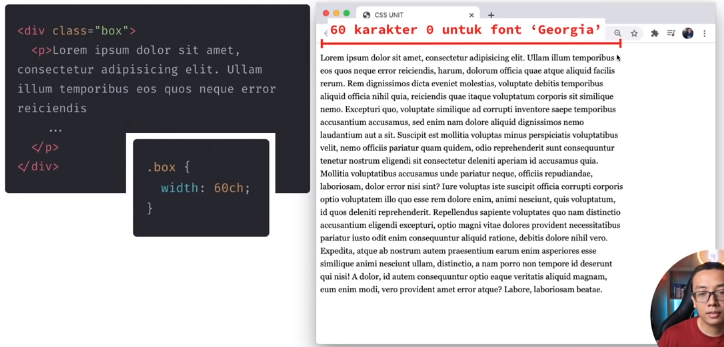 <div class="box">
<p>Lorem ipsum dolor sit amet,
consectetur adipisicing elit. Ullam
illum temporibus eos quos neque error
reiciendis
...
</p>
</div>
.box {
width: 60ch;
}
CSS UNIT
60 karakter 0 untuk font ‘Georgia’
Lorem ipsum dolor sit amet, consectetur adipisicing elit. Ullam illum temporibus
eos quos neque error reiciendis, harum, dolorum officia quae atque aliquid facilis
rerum. Rem dignissimos dicta eveniet molestias, voluptate debitis temporibus
aliquid officia nihil quia, reiciendis quae itaque voluptatum corporis sit similique
nemo. Excepturi quo, voluptate similique ad corrupti inventore saepe temporibus
accusantium accusamus, sed enim nam dolore aliquid dignissimos nemo
laudantium aut a sit. Suscipit est mollitia voluptas minus perspiciatis voluptatibus
velit, nemo officiis pariatur quam quidem, odio reprehenderit sunt consequuntur
tenetur nostrum eligendi sit consectetur deleniti aperiam id accusamus quia.
Mollitia voluptatibus accusamus unde pariatur neque, officiis repudiandae,
laboriosam, dolor error nisi sint? Iure voluptas iste suscipit officia corrupti corporis
optio voluptatem illo quo esse rem dolore enim, animi nesciunt, quis voluptatum,
id quos deleniti reprehenderit. Repellendus sapiente voluptates quo nam distinctio
accusantium eligendi excepturi, optio magni vitae dolores provident necessitatibus
pariatur iusto odit enim consequuntur aliquid ratione, debitis dolore nihil vero.
Expedita, atque ab nostrum autem praesentium earum enim asperiores esse
similique animi nesciunt ullam, distinctio, a nam porro non tempore id deserunt
qui nisi! A dolor, id autem consequuntur optio eaque veritatis aliquid magnam,
eum enim modi, vero provident amet error atque? Labore, laboriosam beatae.